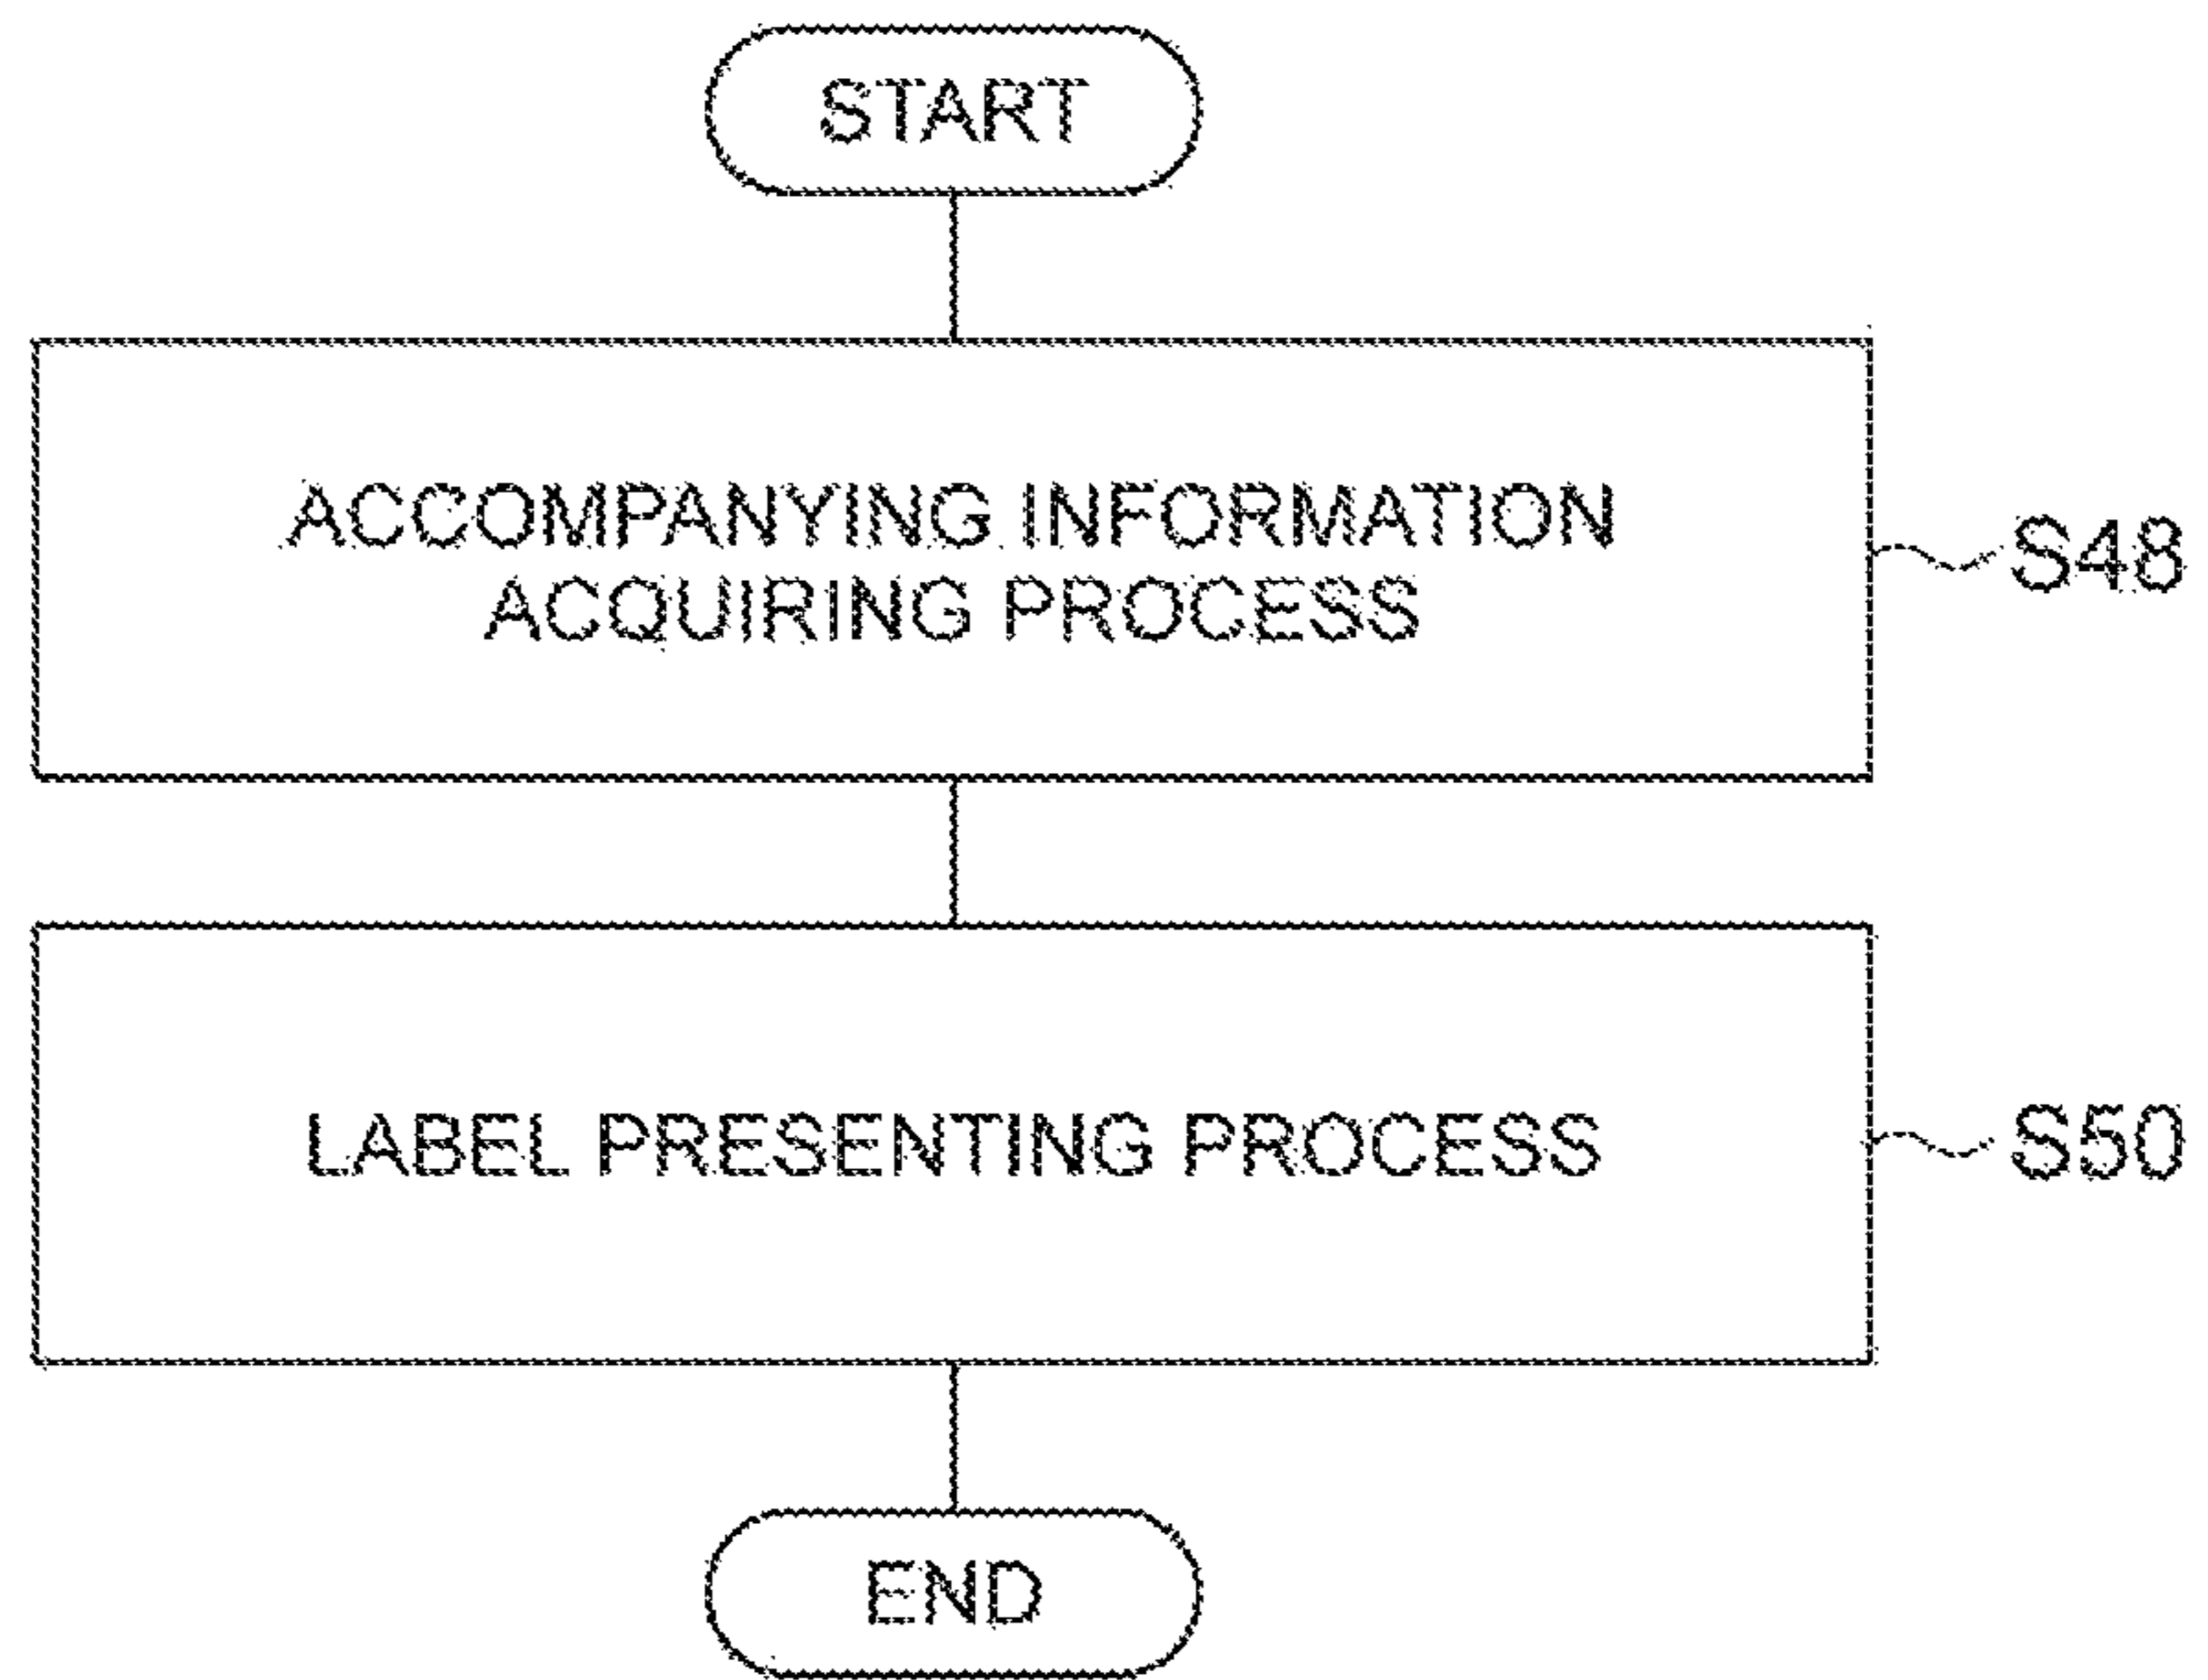 START
ACCOMPANYING INFORMATION
ACQUIRING PROCESS
S48
LABEL PRESENTING PROCESS
S50
END